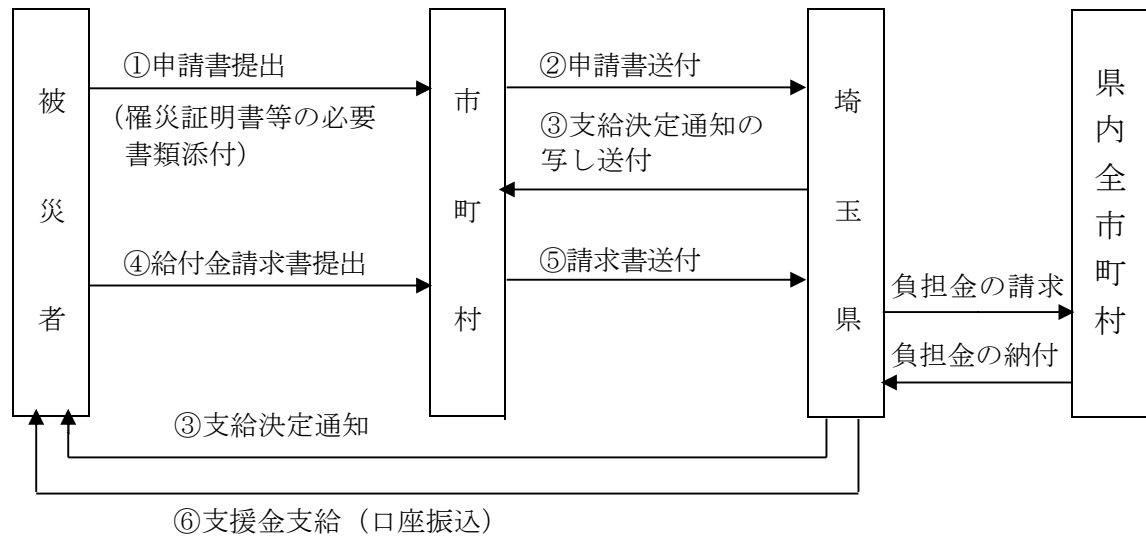 被災者
①申請書提出
(罹災証明書等の必要
書類添付)
④給付金請求書提出
市町村
②申請書送付
③支給決定通知の
写し送付
⑤請求書送付
埼玉県
負担金の請求
負担金の納付
県内全市町村
③支給決定通知
⑥支援金支給（口座振込）